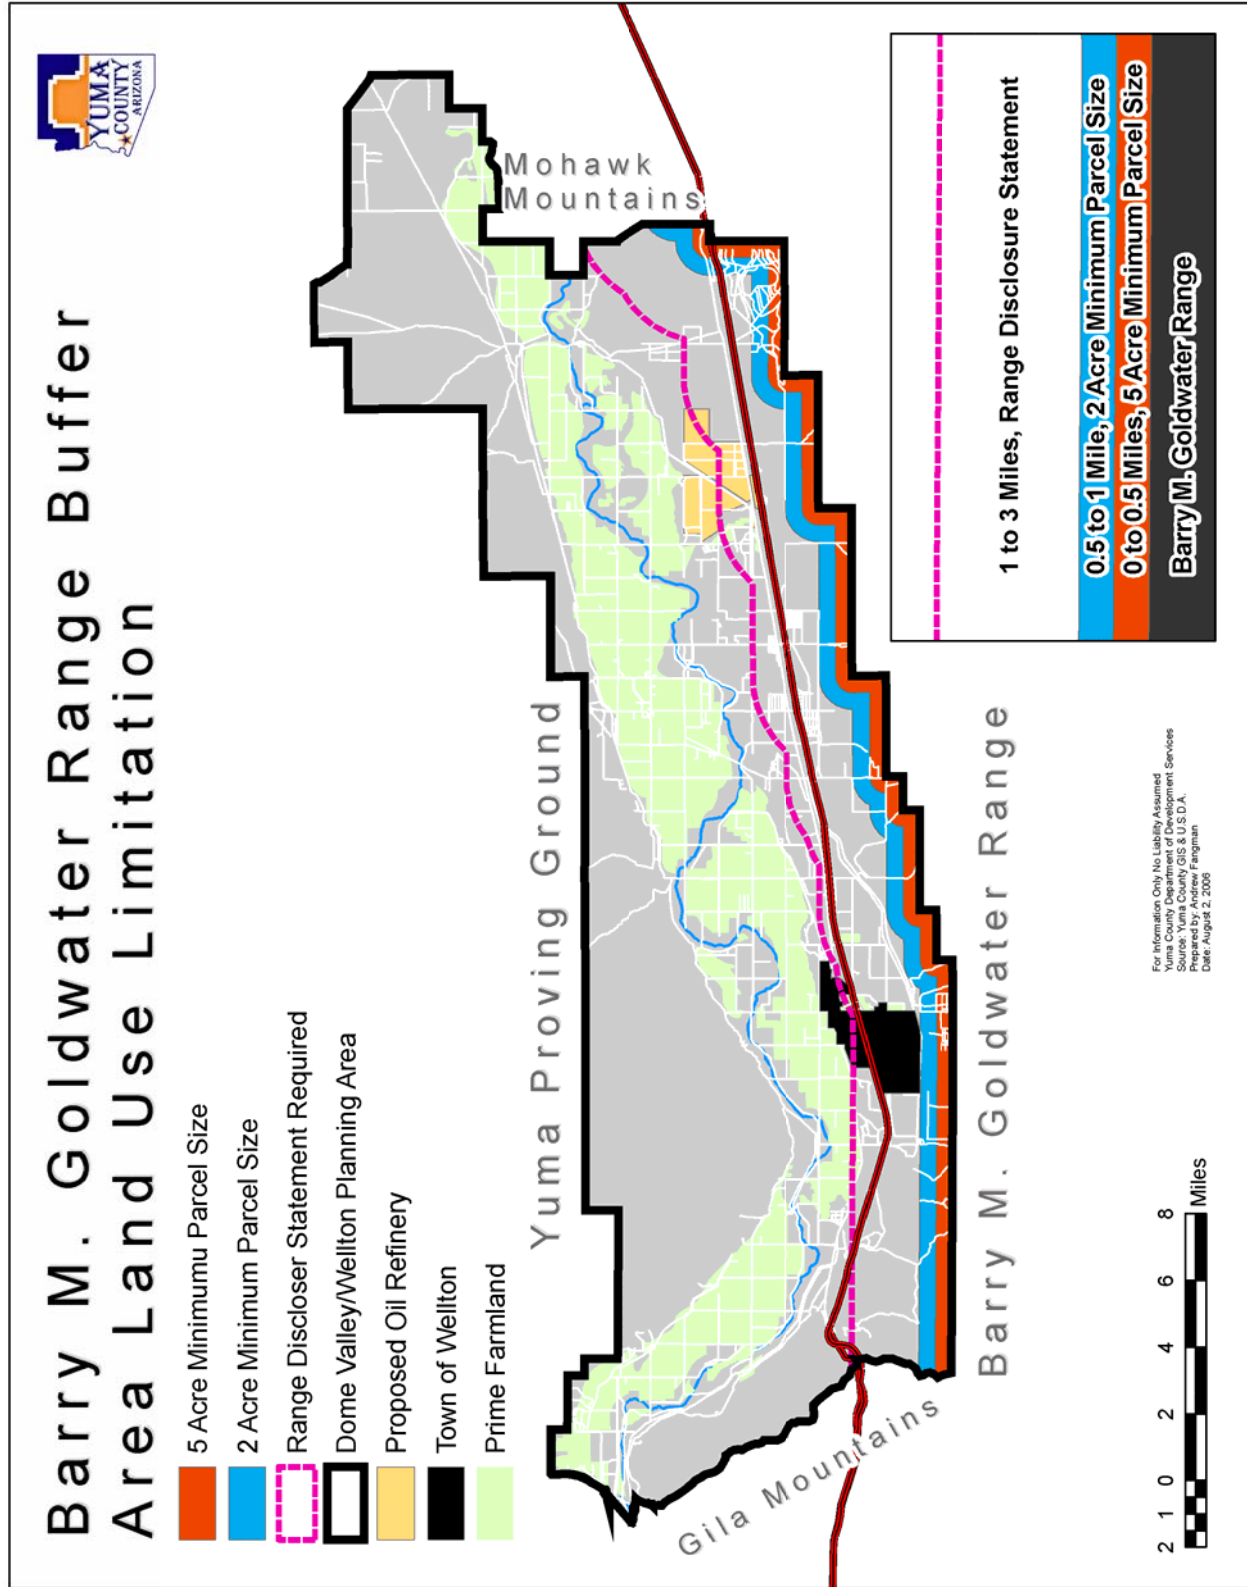 Barry M. Goldwater Range Buffer
Area Land Use Limitation
YUMA
COUNTY
ARIZONA
5 Acre Minimumu Parcel Size
2 Acre Minimum Parcel Size
Range Discloser Statement Required
Dome Valley/Wellton Planning Area
Proposed Oil Refinery
Town of Wellton
Prime Farmland
Mohawk
Mountains
Yuma Proving Ground
Gila Mountains
Barry M. Goldwater Range
1 to 3 Miles, Range Disclosure Statement
0.5 to 1 Mile, 2 Acre Minimum Parcel Size
0 to 0.5 Miles, 5 Acre Minimum Parcel Size
Barry M. Goldwater Range
2 1 0 2 4 6 8
Miles
For Information Only No Liability Assumed
Yuma County Department of Development Services
Source: Yuma County GIS & U.S.D.A.
Prepared by: Andrew Fangman
Date: August 2, 2006